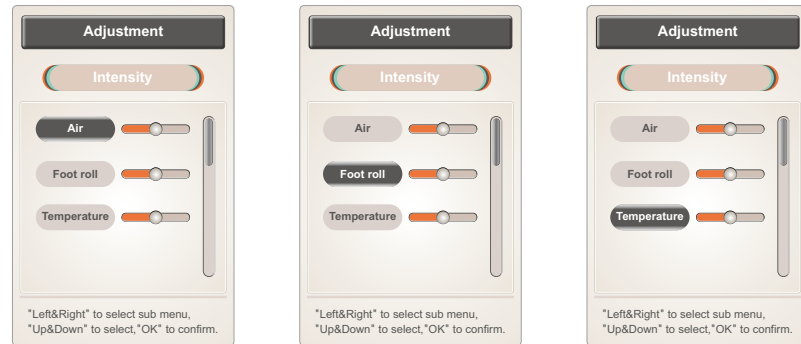 Adjustment
Intensity
Air
Foot roll
Temperature
"Left&Right" to select sub menu,
"Up&Down" to select,"OK" to confirm.
Adjustment
Intensity
Air
Foot roll
Temperature
"Left&Right" to select sub menu,
"Up&Down" to select,"OK" to confirm.
Adjustment
Intensity
Air
Foot roll
Temperature
"Left&Right" to select sub menu,
"Up&Down" to select,"OK" to confirm.